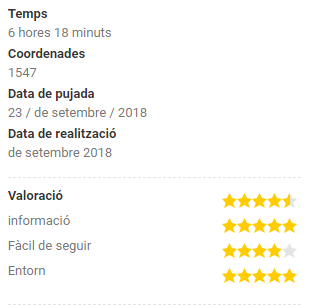 Temps
6 hores 18 minuts
Coordenades
1547
Data de pujada
23 / de setembre / 2018
Data de realització
de setembre 2018
Valoració
informació
Fàcil de seguir
Entorn